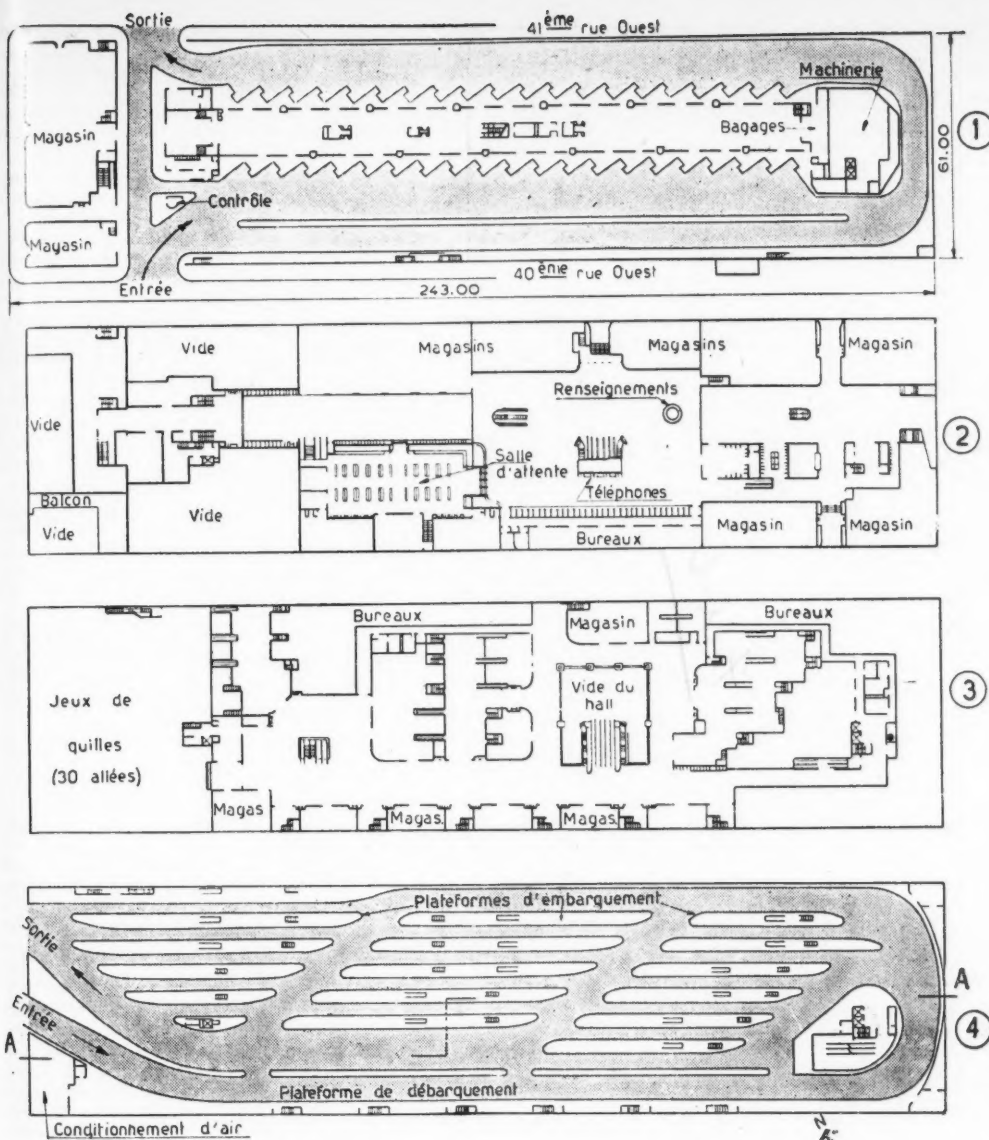 Sortie
41ème rue Ouest
Machinerie
Magasin
Bagages
1
61.00
Contrôle
Magasin
Entrée
40ème rue Ouest
243.00
Vide
Magasins
Magasins
Magasin
Renseignements
Vide
2
Salle
d'attente
Balcon
Téléphones
Vide
Vide
Magasin
Magasin
Bureaux
Bureaux
Magasin
Bureaux
Vide du
hall
3
Jeux de
quilles
(30 allées)
Magas
Magas.
Magas.
Plateformes d'embarquement
Sortie
A
Entrée
4
A
Plateforme de débarquement
Conditionnement d'air
N